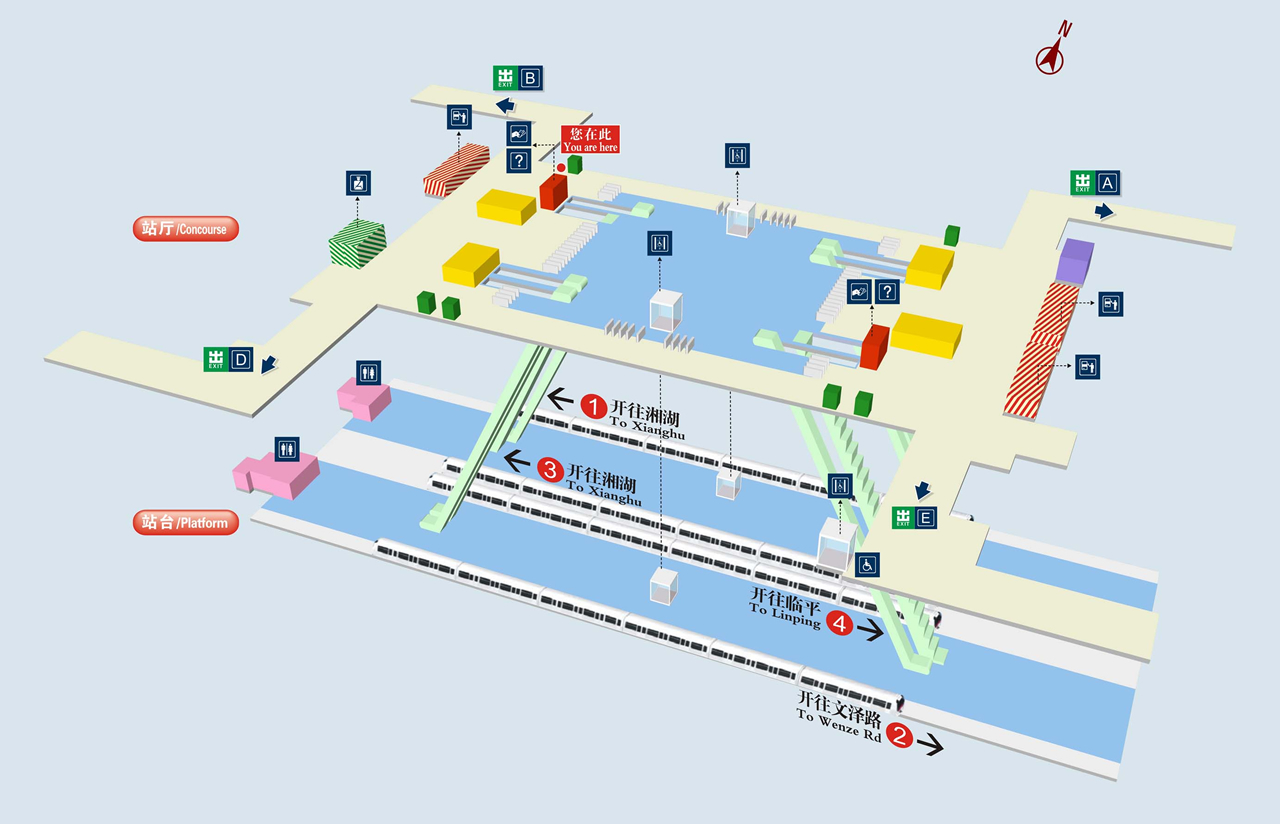 N
出 B
EXIT
您在此
You are here
?
出 A
EXIT
站厅/Concourse
?
出 D
EXIT
1 开往湘湖
To Xianghu
3 开往湘湖
To Xianghu
出 E
EXIT
站台/Platform
开往临平
To Linping 4
开往文泽路
To Wenze Rd 2